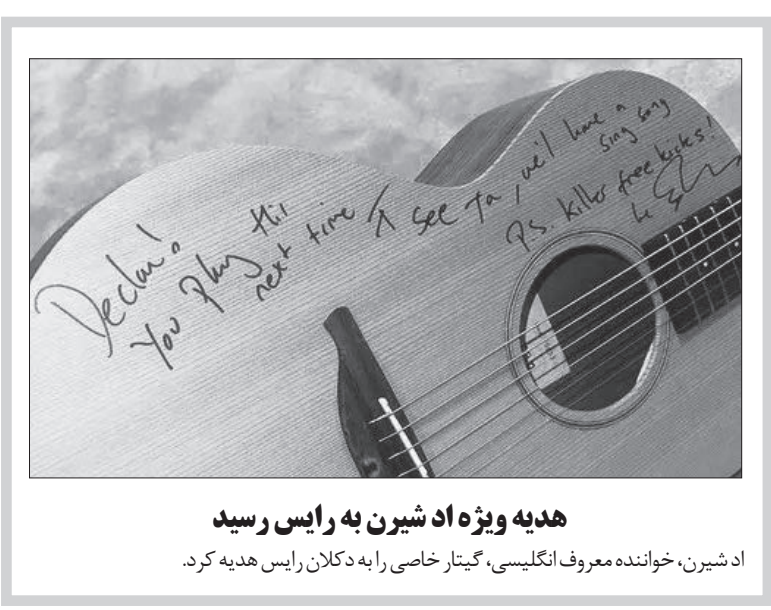 Declan!
You play this
next time I see ya, we'll have a
sing song
P.S. killer free kicks!
هدیه ویژه اد شیرن به رایس رسید
اد شیرن، خواننده معروف انگلیسی، گیتار خاصی را به دکلان رایس هدیه کرد.